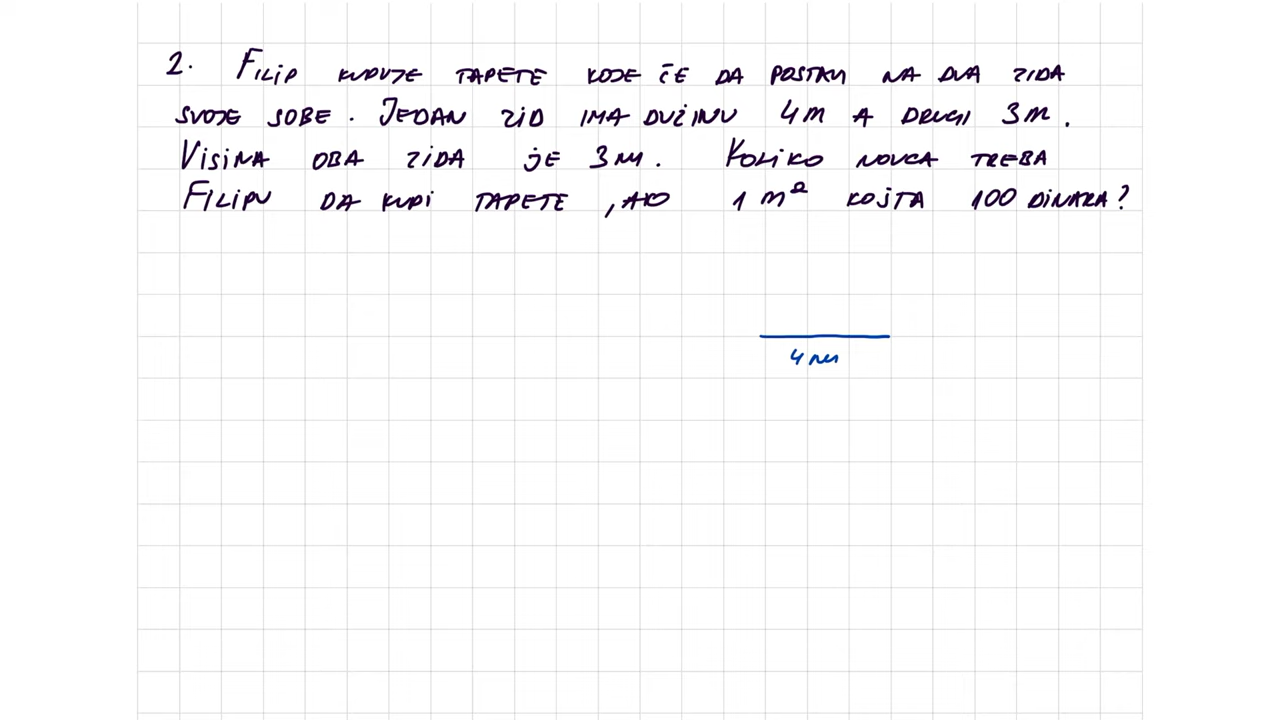 2. FILIP KUPUJE TAPETE KOJE ĆE DA POSTAVI NA DVA ZIDA
SVOJE SOBE. JEDAN ZID IMA DUŽINU 4m A DRUGI 3m.
VISINA OBA ZIDA JE 3m. KOLIKO NOVCA TREBA
FILIPU DA KUPI TAPETE, AKO 1 m² KOŠTA 100 DINARA?
4m